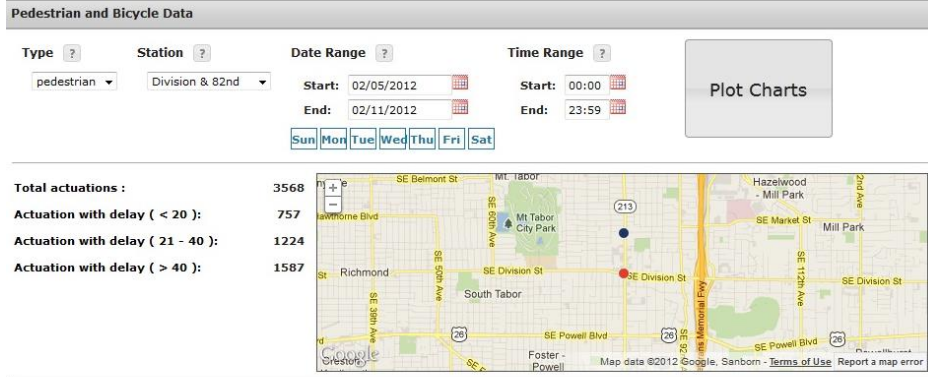 Pedestrian and Bicycle Data
Type ? Station ? Date Range ? Time Range ?
pedestrian Division & 82nd Start: 02/05/2012 Start: 00:00 Plot Charts
End: 02/11/2012 End: 23:59
Sun Mon Tue Wed Thu Fri Sat
Total actuations : 3568
Actuation with delay ( < 20 ): 757
Actuation with delay ( 21 - 40 ): 1224
Actuation with delay ( > 40 ): 1587
SE Belmont St
Mt. Tabor
Hazelwood
- Mill Park
2nd Ave
213
Mt Tabor
City Park
SE 60th Ave
SE Market St
Mill Park
Richmond
SE 50th Ave
SE Division St
SE Division St
SE 112th Ave
SE Division St
St
South Tabor
SE 39th Ave
26
SE Powell Blvd
26
SE Powell Blvd
26
Google
Foster -
Powell
Map data ©2012 Google, Sanborn - Terms of Use Report a map error